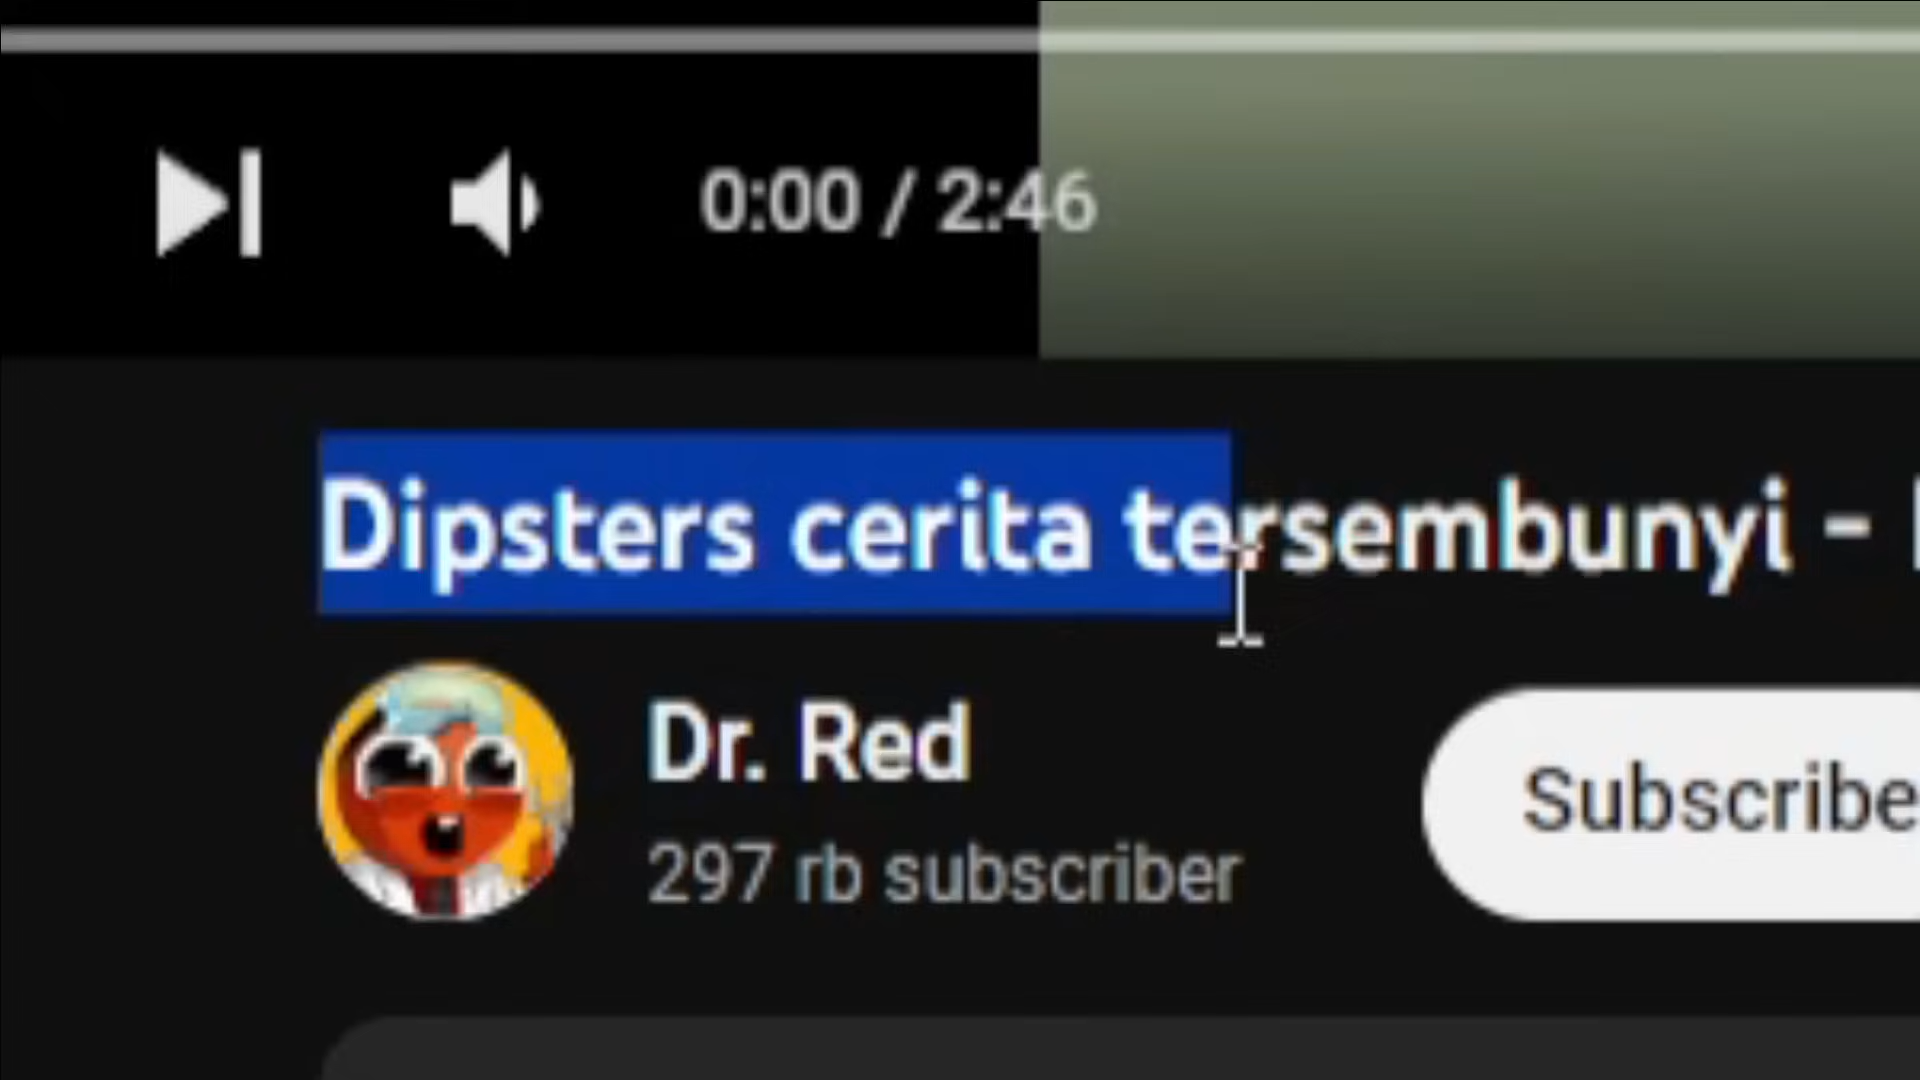 0:00 / 2:46
Dipsters cerita tersembunyi -
Dr. Red
297 rb subscriber
Subscribe